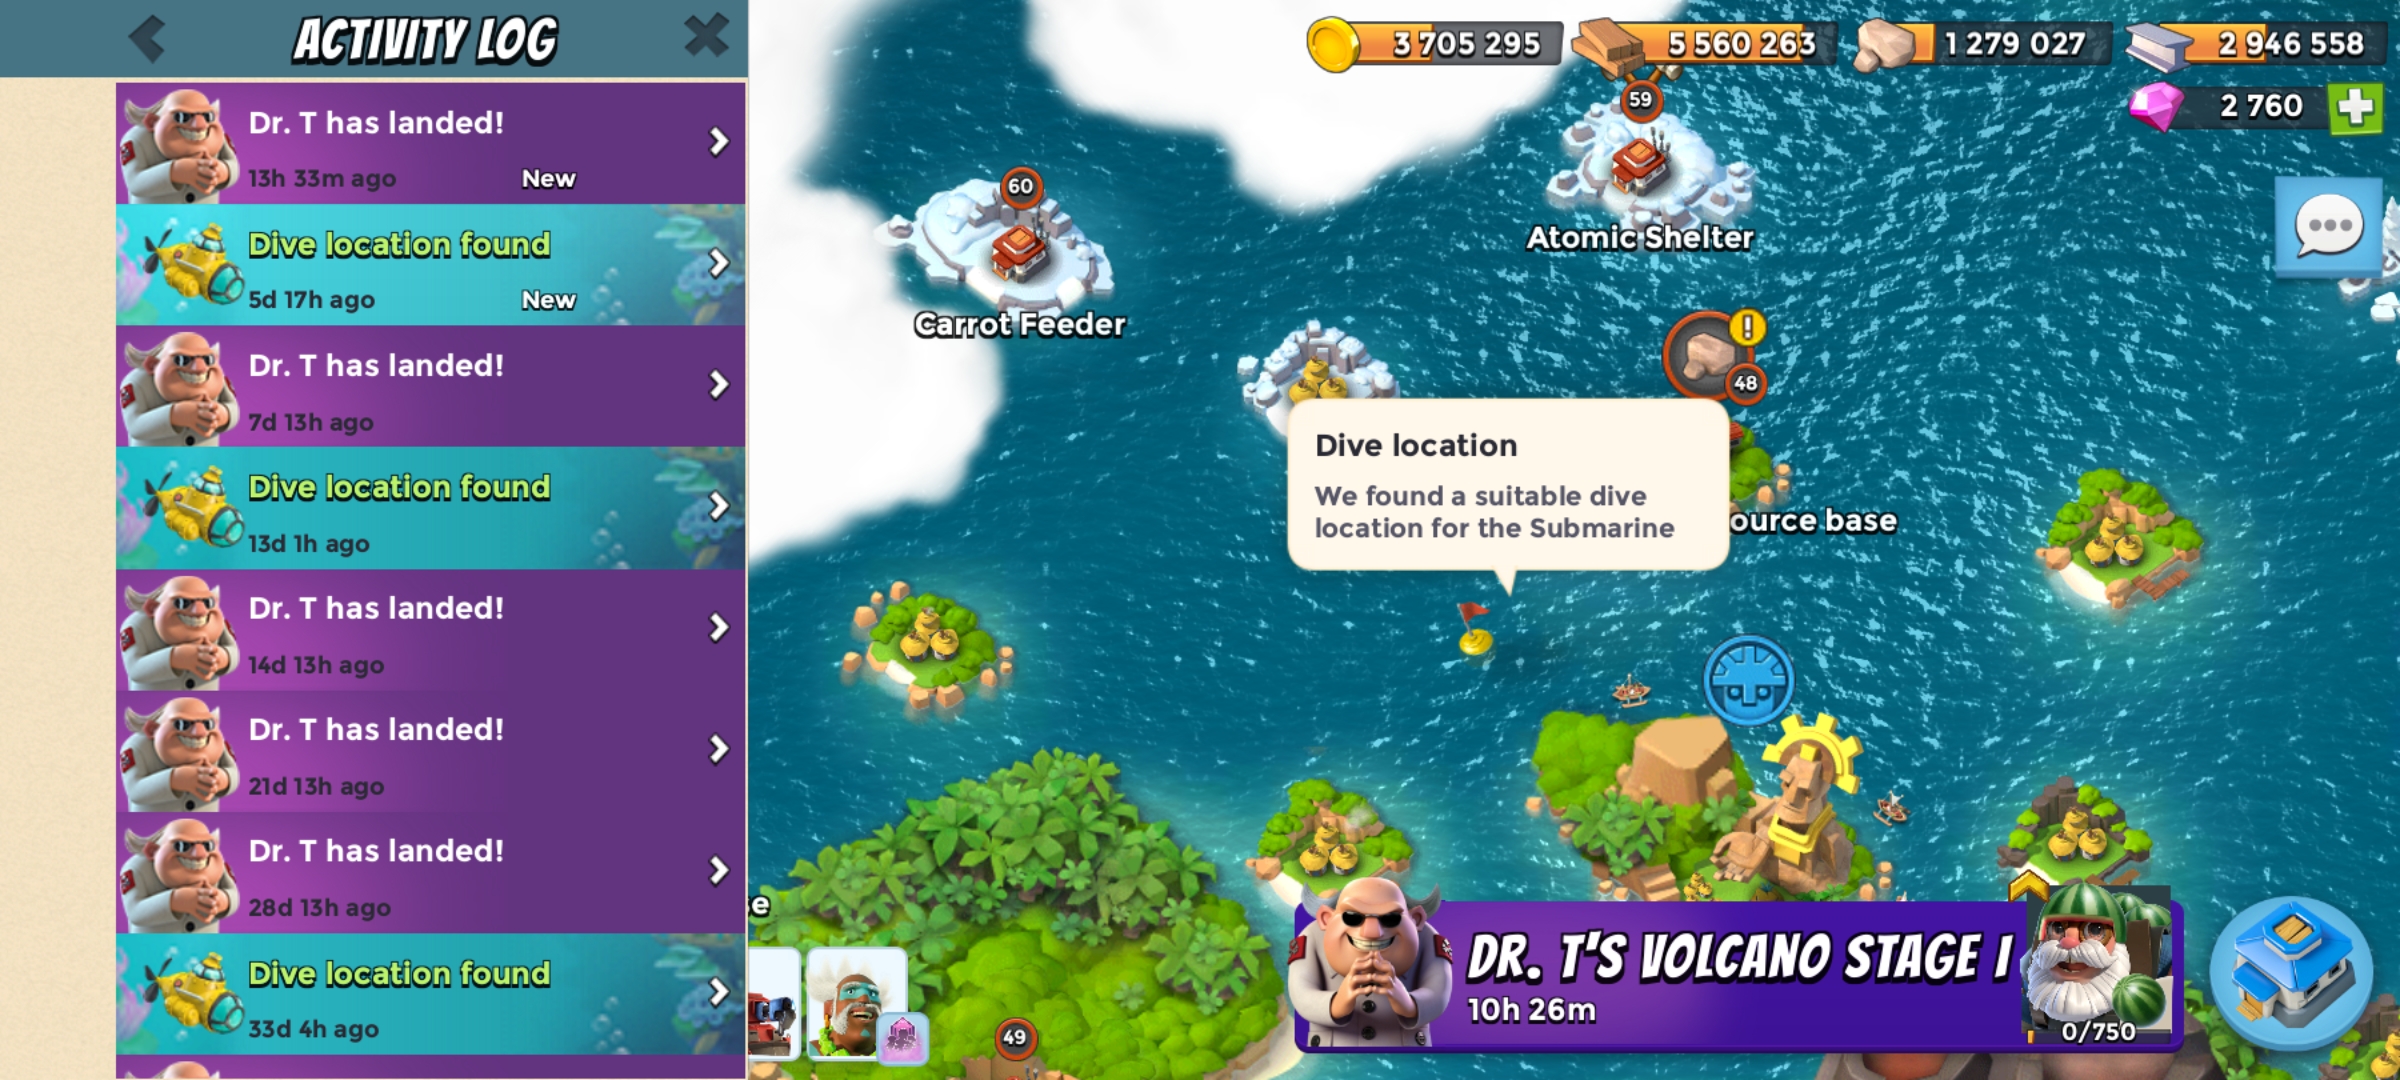 ACTIVITY LOG
Dr. T has landed!
13h 33m ago
New
Dive location found
5d 17h ago
New
Dr. T has landed!
7d 13h ago
Dive location found
13d 1h ago
Dr. T has landed!
14d 13h ago
Dr. T has landed!
21d 13h ago
Dr. T has landed!
28d 13h ago
Dive location found
33d 4h ago
3 705 295
5 560 263
1 279 027
2 946 558
2 760
59
Atomic Shelter
60
Carrot Feeder
!
48
Dive location
We found a suitable dive
location for the Submarine
ource base
se
49
DR. T'S VOLCANO STAGE I
10h 26m
0/750